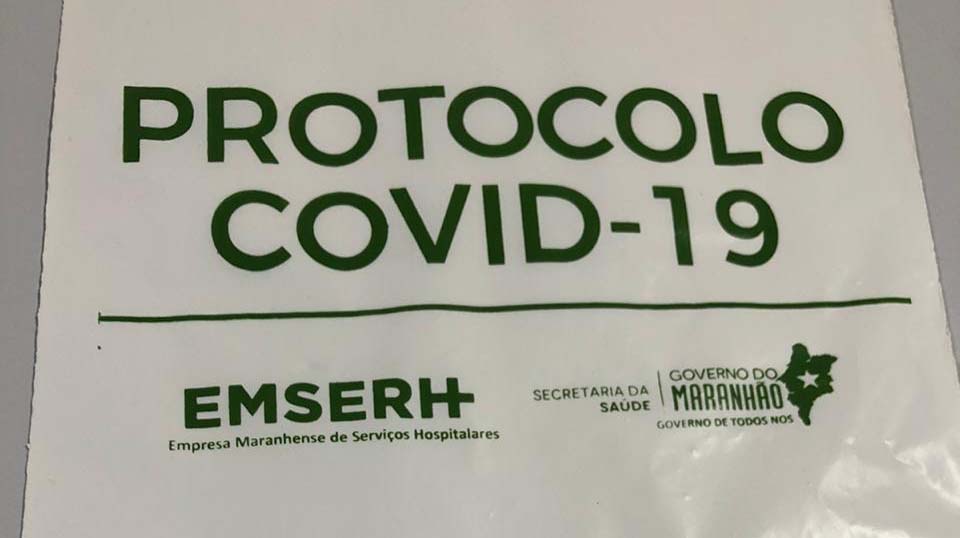 PROTOCOLO
COVID-19
EMSERH
Empresa Maranhense de Serviços Hospitalares
SECRETARIA DA
SAÚDE
GOVERNO DO
MARANHÃO
GOVERNO DE TODOS NÓS